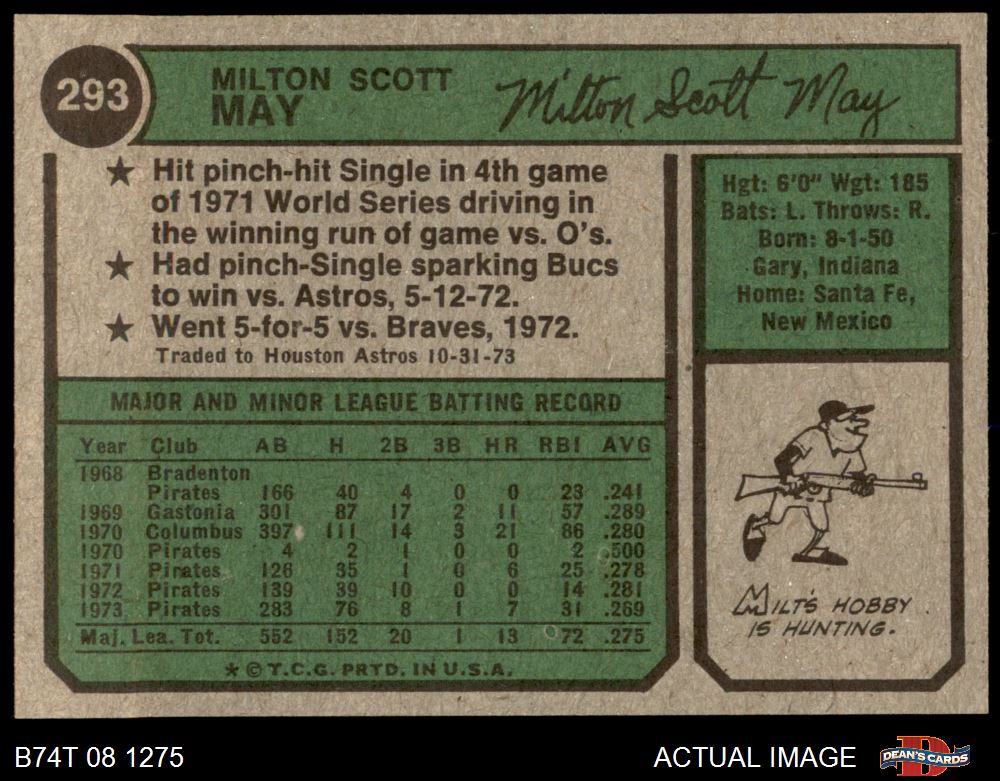 293
MILTON SCOTT
MAY
Milton Scott May
★ Hit pinch-hit Single in 4th game
of 1971 World Series driving in
the winning run of game vs. O's.
★ Had pinch-Single sparking Bucs
to win vs. Astros, 5-12-72.
★ Went 5-for-5 vs. Braves, 1972.
Traded to Houston Astros 10-31-73
Hgt: 6'0" Wgt: 185
Bats: L. Throws: R.
Born: 8-1-50
Gary, Indiana
Home: Santa Fe,
New Mexico
MAJOR AND MINOR LEAGUE BATTING RECORD
Year Club AB H 2B 3B HR RBI AVG
1968 Bradenton
Pirates 166 40 4 0 0 23 .241
1969 Gastonia 301 87 17 2 11 57 .289
1970 Columbus 397 111 14 3 21 86 .280
1970 Pirates 4 2 1 0 0 2 .500
1971 Pirates 126 35 1 0 6 25 .278
1972 Pirates 139 39 10 0 0 14 .281
1973 Pirates 283 76 8 1 7 31 .269
Maj. Lea. Tot. 552 152 20 1 13 72 .275
★ © T.C.G. PRTD. IN U.S.A.
MILT'S HOBBY
IS HUNTING.
B74T 08 1275
ACTUAL IMAGE
DEAN'S CARDS